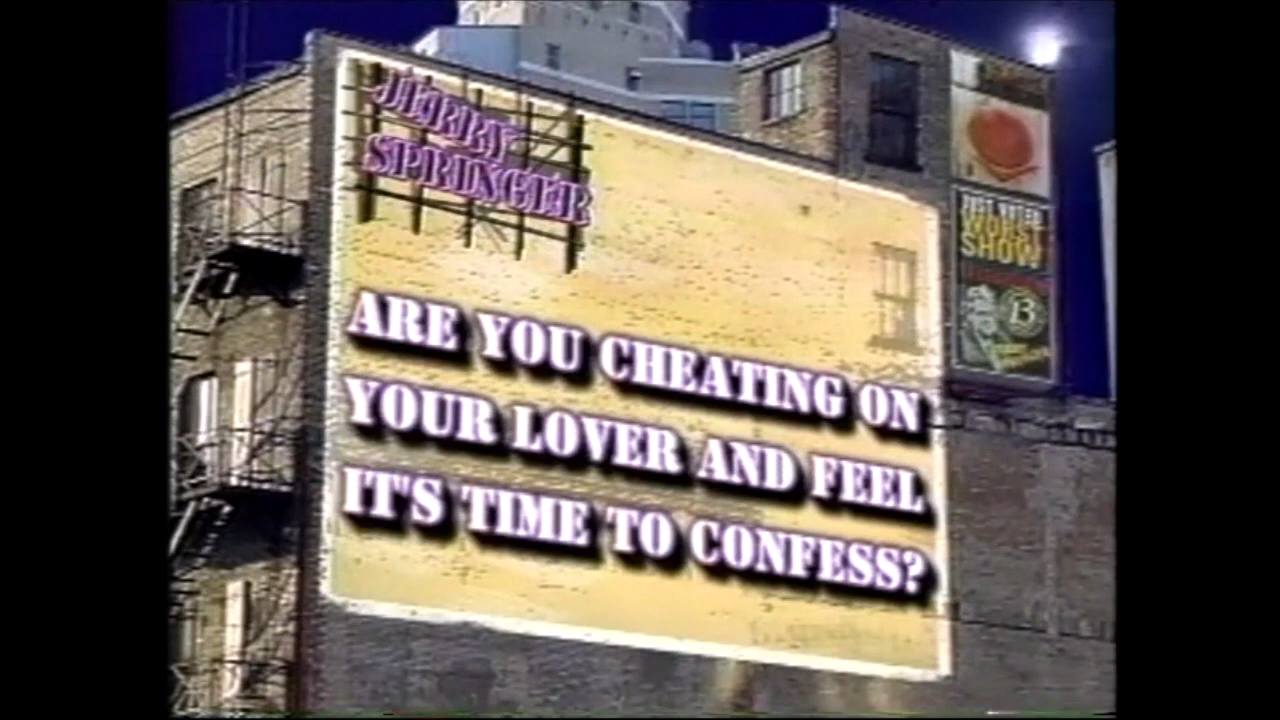 JERRY
SPRINGER
ARE YOU CHEATING ON
YOUR LOVER AND FEEL
IT'S TIME TO CONFESS?
WORST
SHOW